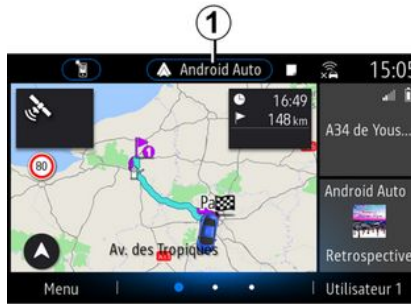 1
Android Auto
15:05
16:49
148 km
A34 de Yous...
80
Av. des Tropiques
Android Auto
Retrospective
Menu
Utilisateur 1